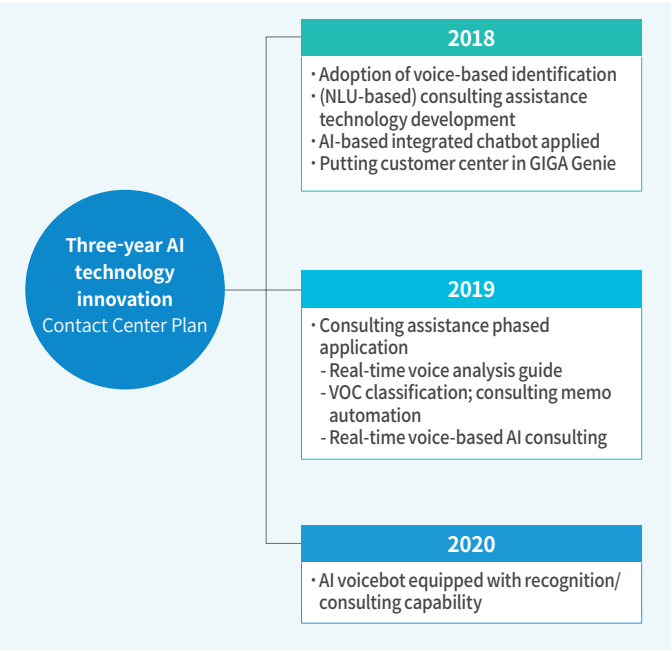 Three-year AI
technology
innovation
Contact Center Plan
2018
· Adoption of voice-based identification
· (NLU-based) consulting assistance
technology development
· AI-based integrated chatbot applied
· Putting customer center in GIGA Genie
2019
· Consulting assistance phased
application
- Real-time voice analysis guide
- VOC classification; consulting memo
automation
- Real-time voice-based AI consulting
2020
· AI voicebot equipped with recognition/
consulting capability